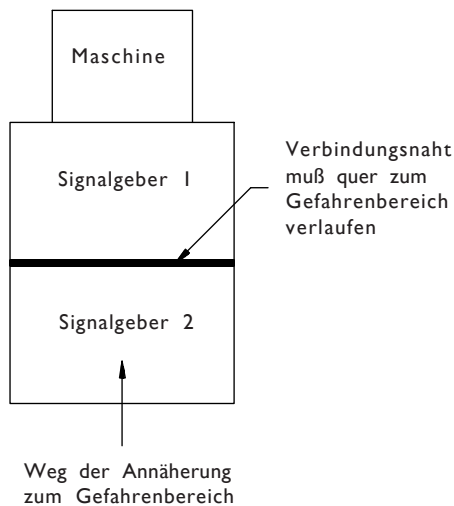 Maschine
Signalgeber 1
Verbindungsnaht
muß quer zum
Gefahrenbereich
verlaufen
Signalgeber 2
Weg der Annäherung
zum Gefahrenbereich